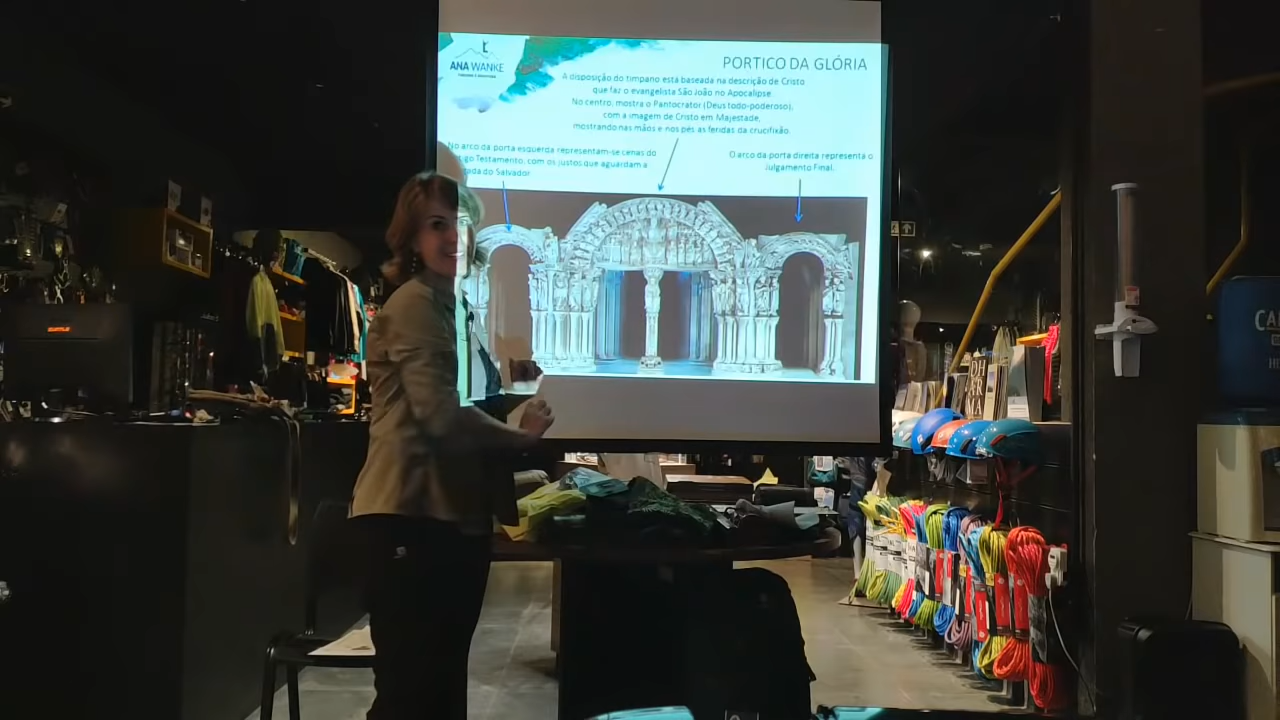 ANA WANKE
PORTICO DA GLÓRIA
A disposição do tímpano está baseada na descrição de Cristo
que faz o evangelista São João no Apocalipse.
No centro, mostra o Pantocrator (Deus todo-poderoso),
com a imagem de Cristo em Majestade,
mostrando nas mãos e nos pés as feridas da crucifixão.
No arco da porta esquerda representam-se cenas do
Testamento, com os justos que aguardam a
do Salvador
O arco da porta direita representa o
Julgamento Final.